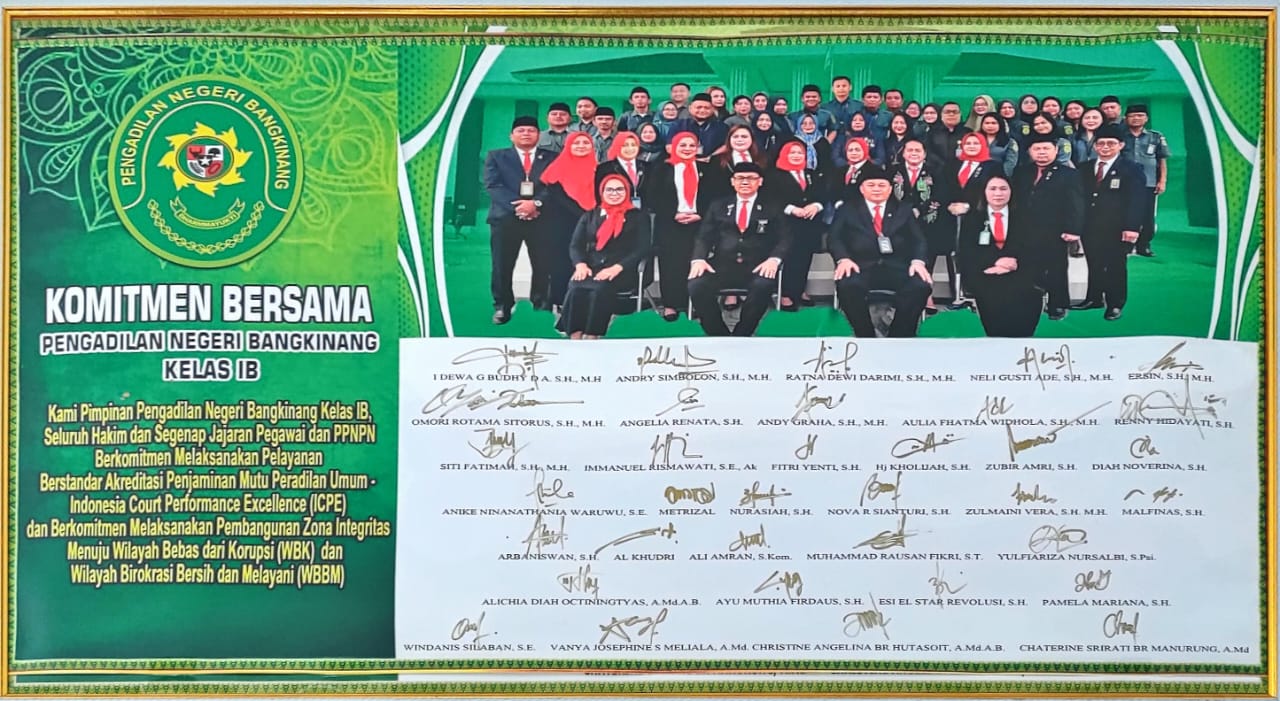 PENGADILAN NEGERI BANGKINANG
DHARMMAYUKTI
KOMITMEN BERSAMA
PENGADILAN NEGERI BANGKINANG
KELAS IB
Kami Pimpinan Pengadilan Negeri Bangkinang Kelas IB,
Seluruh Hakim dan Segenap Jajaran Pegawai dan PPNPN
Berkomitmen Melaksanakan Pelayanan
Berstandar Akreditasi Penjaminan Mutu Peradilan Umum -
Indonesia Court Performance Excellence (ICPE)
dan Berkomitmen Melaksanakan Pembangunan Zona Integritas
Menuju Wilayah Bebas dari Korupsi (WBK) dan
Wilayah Birokrasi Bersih dan Melayani (WBBM)
I DEWA G BUDHY D A. S.H., M.H ANDRY SIMBOLON, S.H., M.H. RATNA DEWI DARIMI, S.H., M.H. NELI GUSTI ADE, S.H., M.H. ERSIN, S.H., M.H.
OMORI ROTAMA SITORUS, S.H., M.H. ANGELIA RENATA, S.H. ANDY GRAHA, S.H., M.H. AULIA FHATMA WIDHOLA, S.H., M.H. RENNY HIDAYATI, S.H.
SITI FATIMAH, S.H., M.H. IMMANUEL RISMAWATI, S.E., Ak FITRI YENTI, S.H. Hj KHOLIJAH, S.H. ZUBIR AMRI, S.H. DIAH NOVERINA, S.H.
ANIKE NINANATHANIA WARUWU, S.E. METRIZAL NURASIAH, S.H. NOVA R SIANTURI, S.H. ZULMAINI VERA, S.H. M.H. MALFINAS, S.H.
ARBANISWAN, S.H. AL KHUDRI ALI AMRAN, S.Kom. MUHAMMAD RAUSAN FIKRI, S.T. YULFIARIZA NURSALBI, S.Psi.
ALICHIA DIAH OCTININGTYAS, A.Md.A.B. AYU MUTHIA FIRDAUS, S.H. ESI EL STAR REVOLUSI, S.H. PAMELA MARIANA, S.H.
WINDANIS SILABAN, S.E. VANYA JOSEPHINE S MELIALA, A.Md. CHRISTINE ANGELINA BR HUTASOIT, A.Md.A.B. CHATERINE SRIRATI BR MANURUNG, A.Md